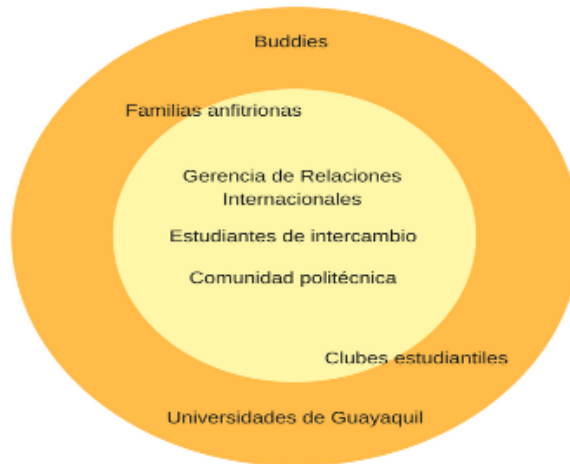 Buddies
Familias anfitrionas
Gerencia de Relaciones
Internacionales
Estudiantes de intercambio
Comunidad politécnica
Clubes estudiantiles
Universidades de Guayaquil